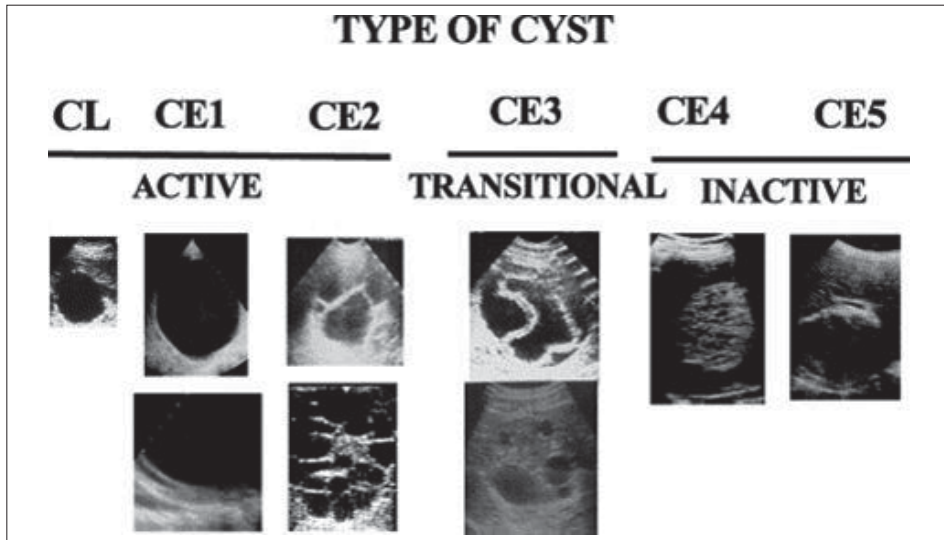 TYPE OF CYST
CL CE1 CE2 CE3 CE4 CE5
ACTIVE TRANSITIONAL INACTIVE